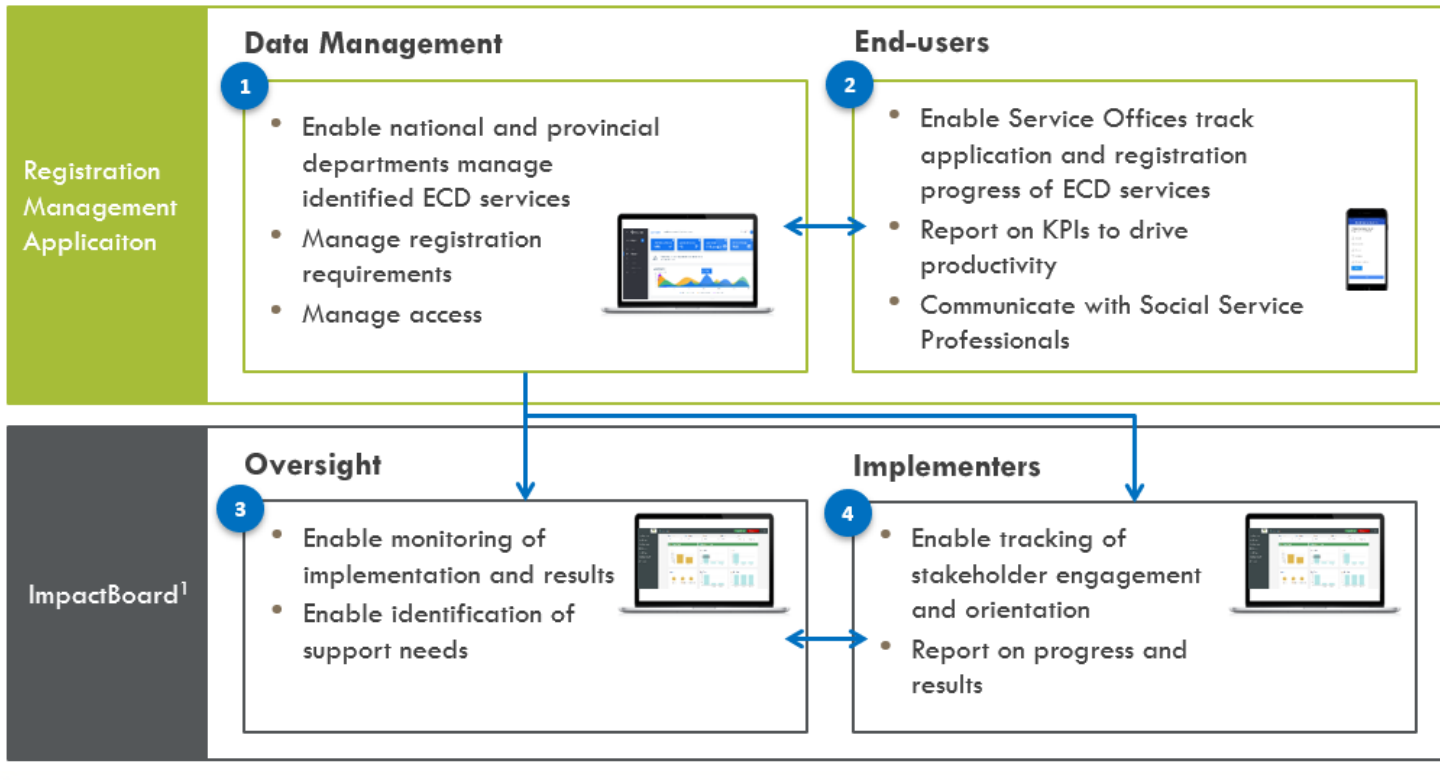 Data Management
End-users
1
2
Registration
Management
Applicaiton
• Enable national and provincial
departments manage
identified ECD services
• Manage registration
requirements
• Manage access
• Enable Service Offices track
application and registration
progress of ECD services
• Report on KPIs to drive
productivity
• Communicate with Social Service
Professionals
Oversight
Implementers
3
4
ImpactBoard¹
• Enable monitoring of
implementation and results
• Enable identification of
support needs
• Enable tracking of
stakeholder engagement
and orientation
• Report on progress and
results